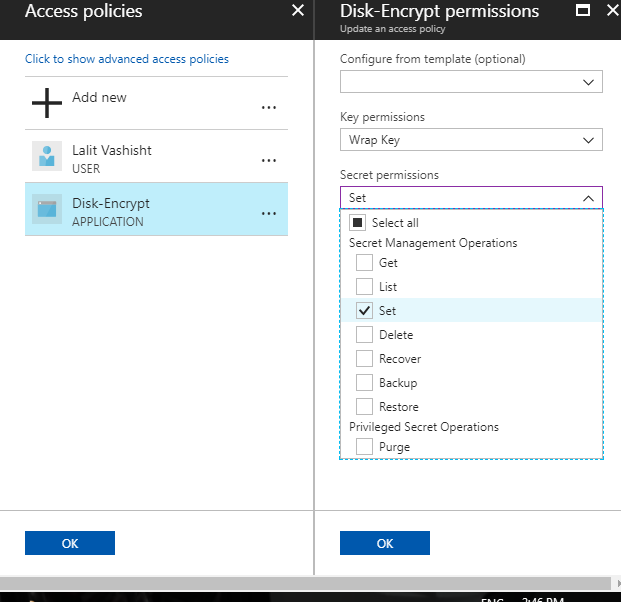 Access policies
Click to show advanced access policies
Add new
...
Lalit Vashisht
USER
...
Disk-Encrypt
APPLICATION
...
OK
Disk-Encrypt permissions
Update an access policy
Configure from template (optional)
Key permissions
Wrap Key
Secret permissions
Set
Select all
Secret Management Operations
Get
List
Set
Delete
Recover
Backup
Restore
Privileged Secret Operations
Purge
OK